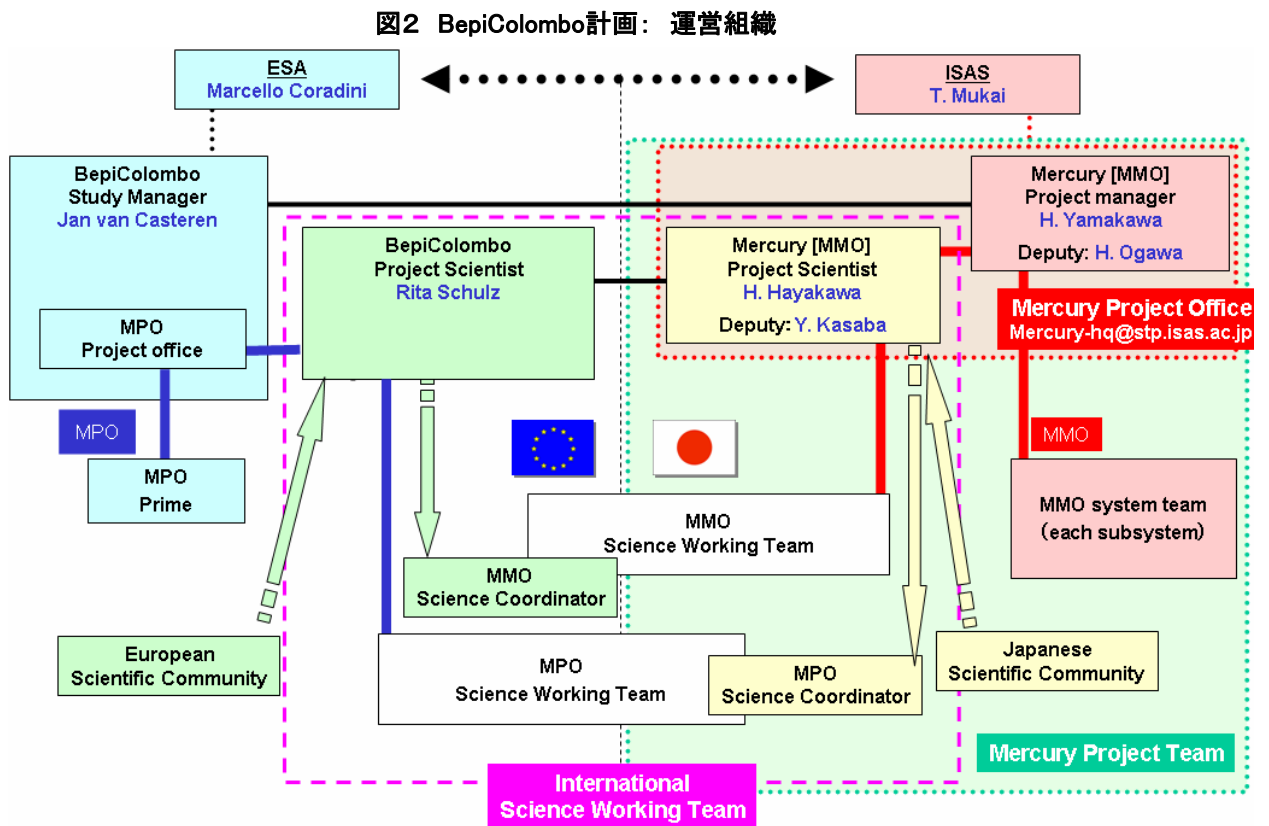 図2 BepiColombo計画: 運営組織
ESA
Marcello Coradini
ISAS
T. Mukai
BepiColombo
Study Manager
Jan van Casteren
Mercury [MMO]
Project manager
H. Yamakawa
Deputy: H. Ogawa
BepiColombo
Project Scientist
Rita Schulz
Mercury [MMO]
Project Scientist
H. Hayakawa
Deputy: Y. Kasaba
Mercury Project Office
Mercury-hq@stp.isas.ac.jp
MPO
Project office
MPO
MMO
MPO
Prime
MMO system team
(each subsystem)
MMO
Science Working Team
MMO
Science Coordinator
European
Scientific Community
MPO
Science Working Team
MPO
Science Coordinator
Japanese
Scientific Community
Mercury Project Team
International
Science Working Team